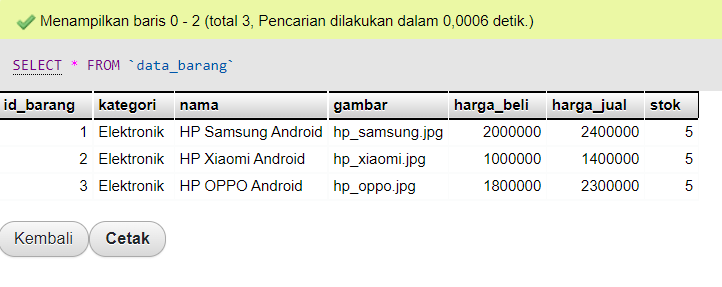 Menampilkan baris 0 - 2 (total 3, Pencarian dilakukan dalam 0,0006 detik.)
SELECT * FROM `data_barang`
id_barang kategori nama gambar harga_beli harga_jual stok
1 Elektronik HP Samsung Android hp_samsung.jpg 2000000 2400000 5
2 Elektronik HP Xiaomi Android hp_xiaomi.jpg 1000000 1400000 5
3 Elektronik HP OPPO Android hp_oppo.jpg 1800000 2300000 5
Kembali Cetak